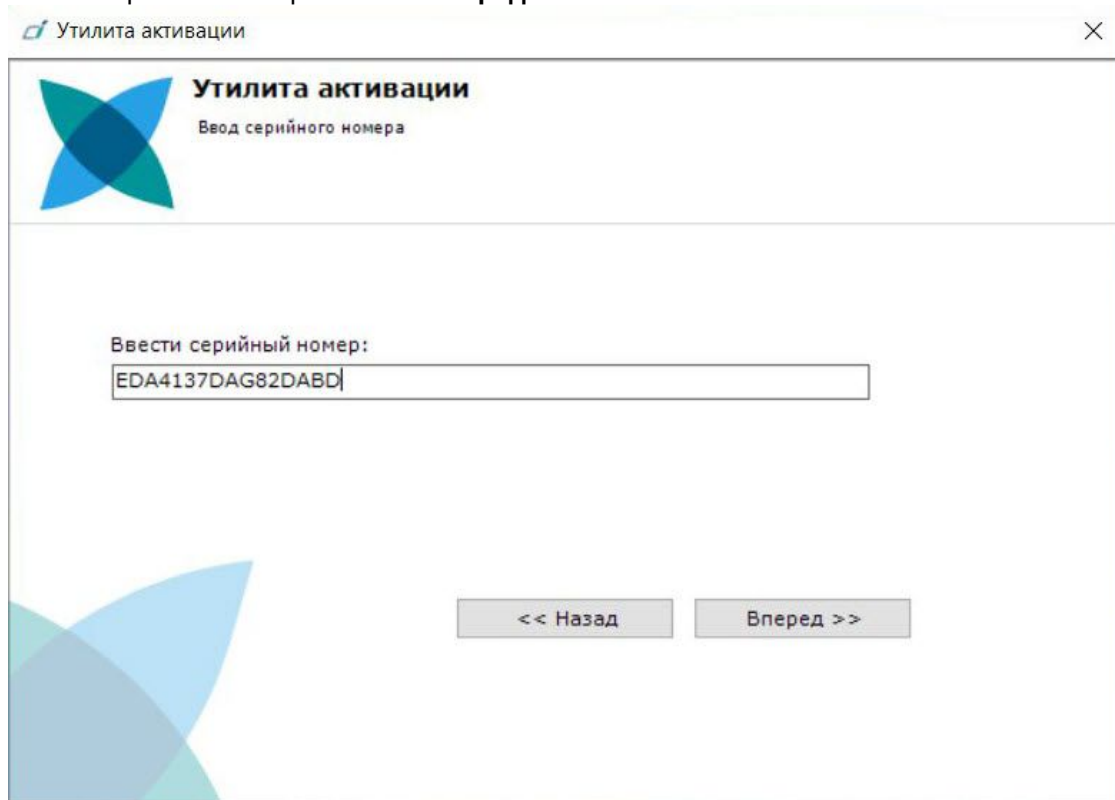 Утилита активации
Утилита активации
Ввод серийного номера
Ввести серийный номер:
EDA4137DAG82DABD
<< Назад
Вперед >>